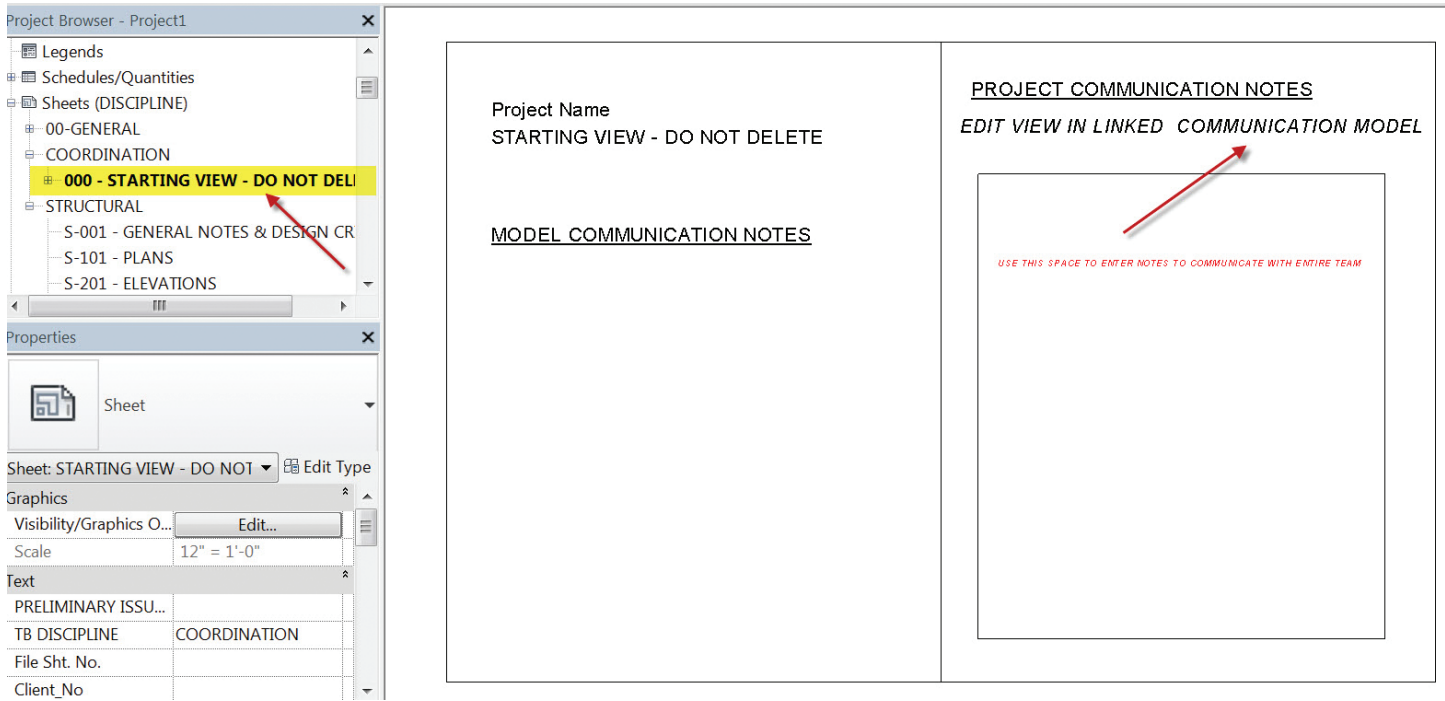 Project Browser - Project1
Legends
Schedules/Quantities
Sheets (DISCIPLINE)
00-GENERAL
COORDINATION
000 - STARTING VIEW - DO NOT DEL
STRUCTURAL
S-001 - GENERAL NOTES & DESIGN CR
S-101 - PLANS
S-201 - ELEVATIONS
Properties
Sheet
Sheet: STARTING VIEW - DO NOT
Edit Type
Graphics
Visibility/Graphics O... Edit...
Scale 12" = 1'-0"
Text
PRELIMINARY ISSU...
TB DISCIPLINE COORDINATION
File Sht. No.
Client_No
Project Name
STARTING VIEW - DO NOT DELETE
MODEL COMMUNICATION NOTES
PROJECT COMMUNICATION NOTES
EDIT VIEW IN LINKED COMMUNICATION MODEL
USE THIS SPACE TO ENTER NOTES TO COMMUNICATE WITH ENTIRE TEAM